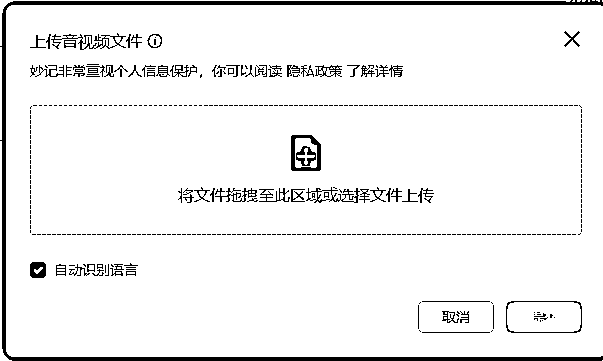 上传音视频文件
妙记非常重视个人信息保护，你可以阅读 隐私政策 了解详情
将文件拖拽至此区域或选择文件上传
自动识别语言
取消